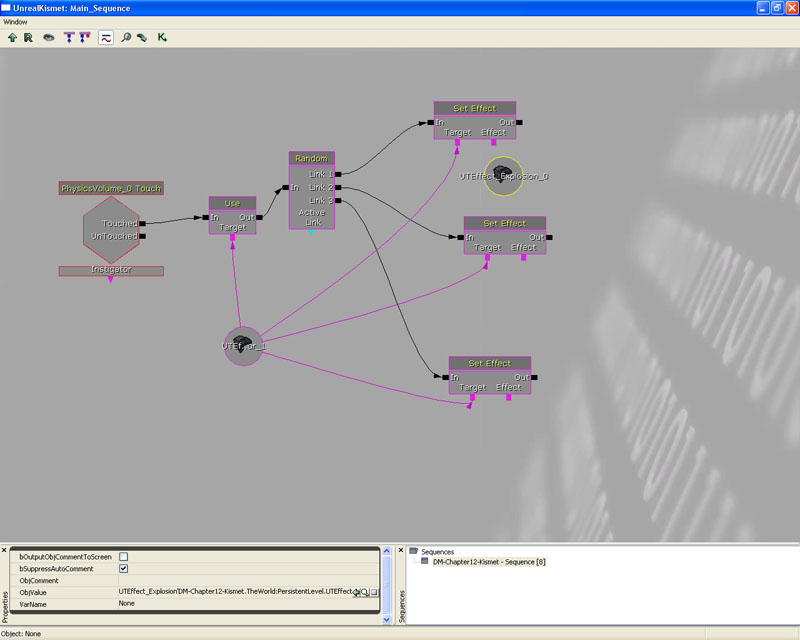 UnrealKismet: Main_Sequence
Window
Set Effect
In Out
Target Effect
UTEffect_Explosion_0
Random
Link 1
In Link 2
Link 3
Active
Link
PhysicsVolume_0 Touch
Touched
UnTouched
Instigator
Use
In Out
Target
Set Effect
In Out
Target Effect
Set Effect
In Out
Target Effect
Properties
bOutputObjCommentToScreen
bSuppressAutoComment
ObjComment
ObjValue UTEffect_Explosion'DM-Chapter12-Kismet.TheWorld:PersistentLevel.UTEffect
VarName None
Sequences
Sequences
DM-Chapter12-Kismet - Sequence [8]
Object: None